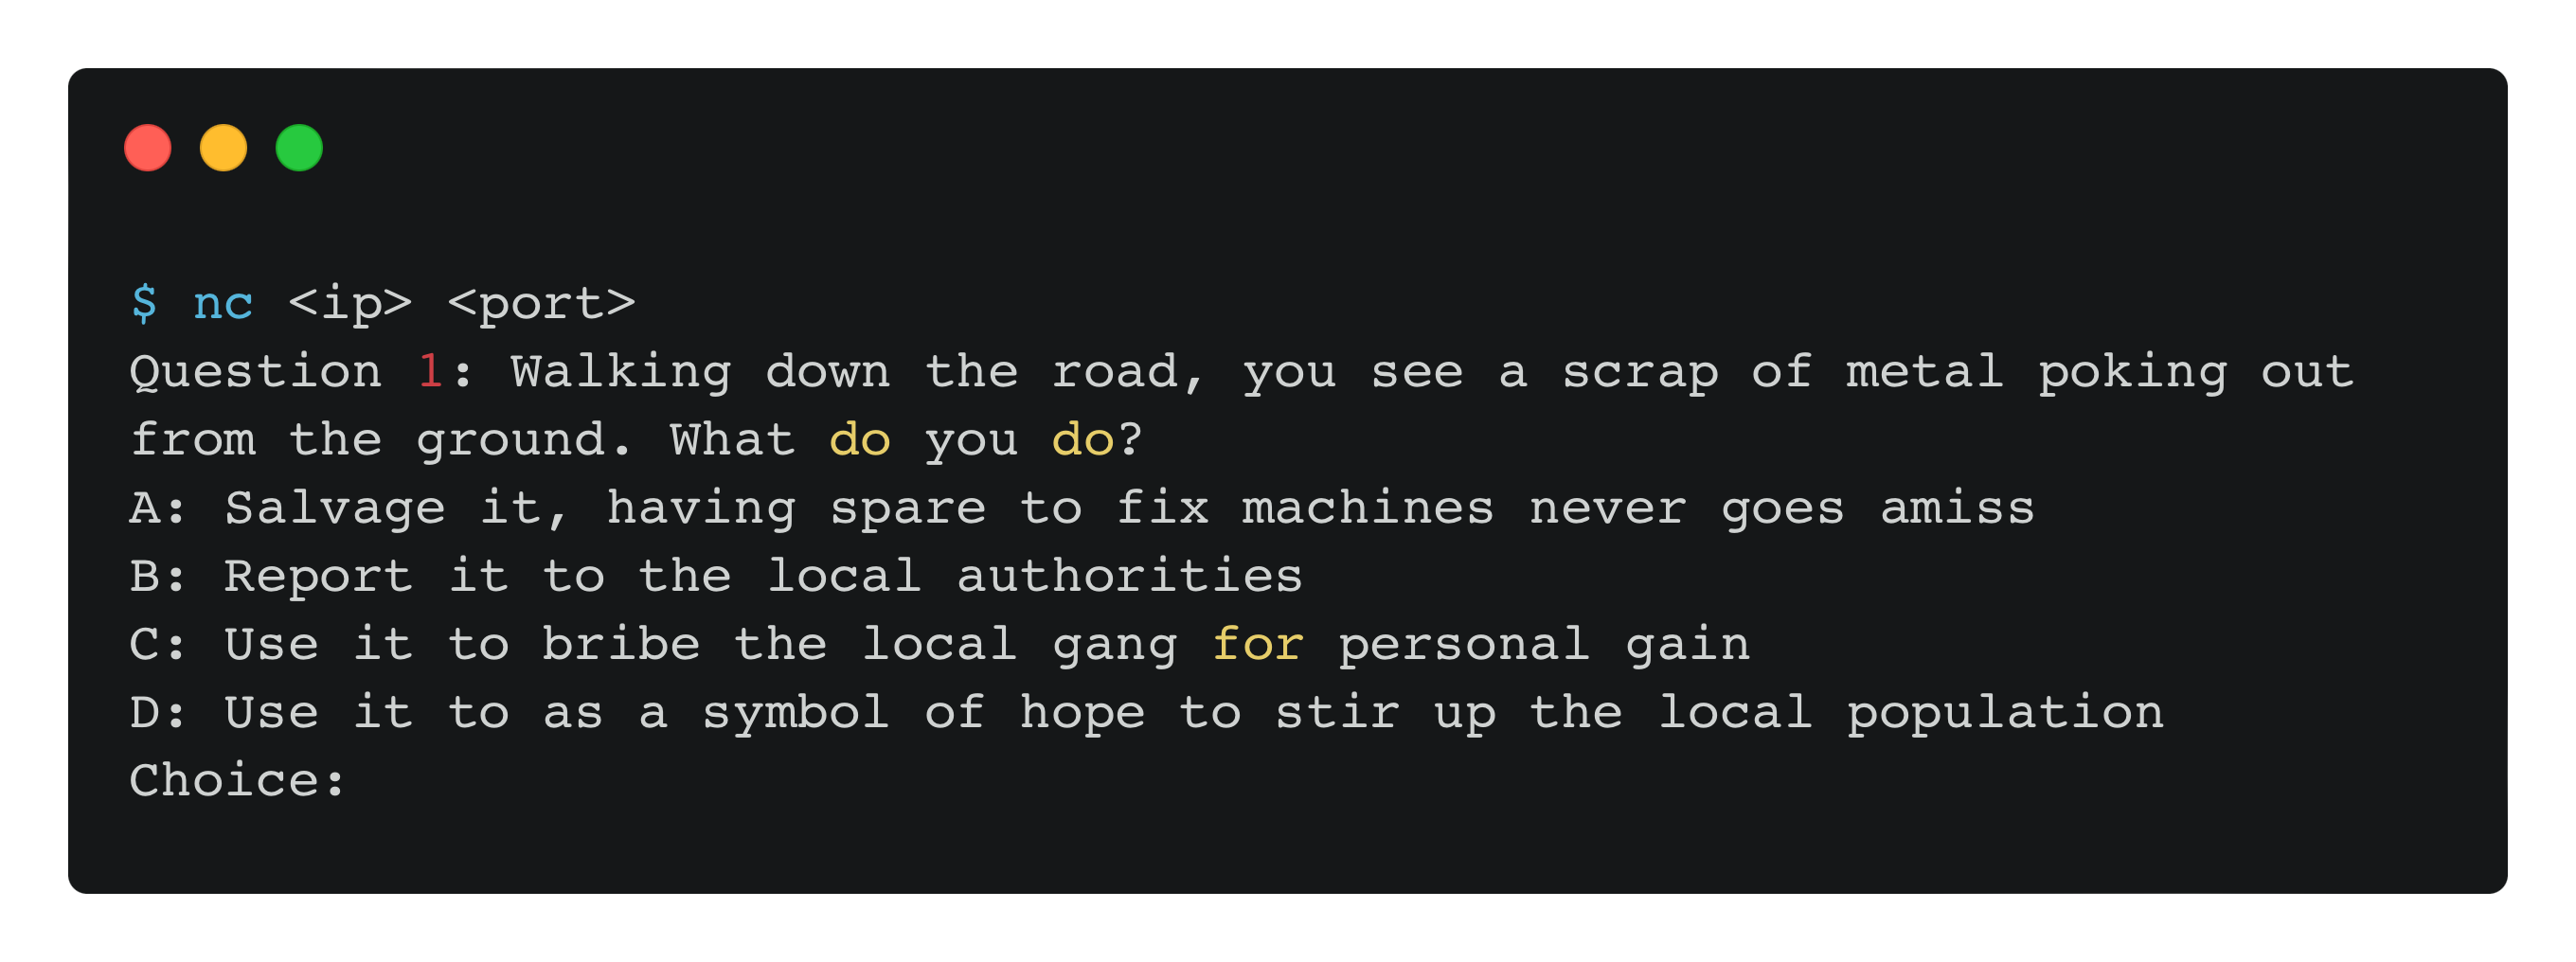 $ nc <ip> <port>
Question 1: Walking down the road, you see a scrap of metal poking out
from the ground. What do you do?
A: Salvage it, having spare to fix machines never goes amiss
B: Report it to the local authorities
C: Use it to bribe the local gang for personal gain
D: Use it to as a symbol of hope to stir up the local population
Choice: